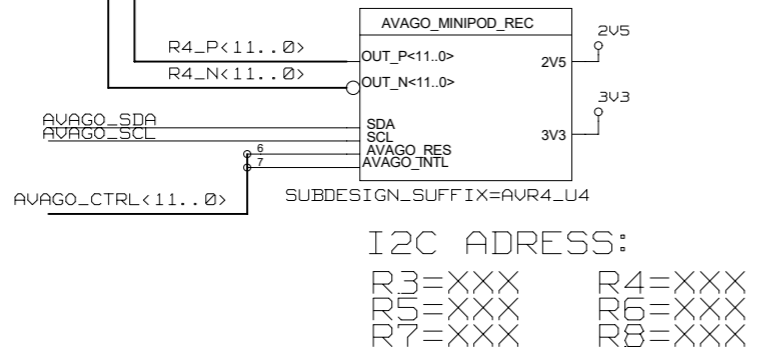 AVAGO_MINIPOD_REC
2V5
R4_P<11..0>
OUT_P<11..0>
2V5
R4_N<11..0>
OUT_N<11..0>
3V3
AVAGO_SDA
SDA
AVAGO_SCL
SCL
3V3
6
AVAGO_RES
7
AVAGO_INTL
AVAGO_CTRL<11..0>
SUBDESIGN_SUFFIX=AVR4_U4
I2C ADRESS:
R3=XXX R4=XXX
R5=XXX R6=XXX
R7=XXX R8=XXX